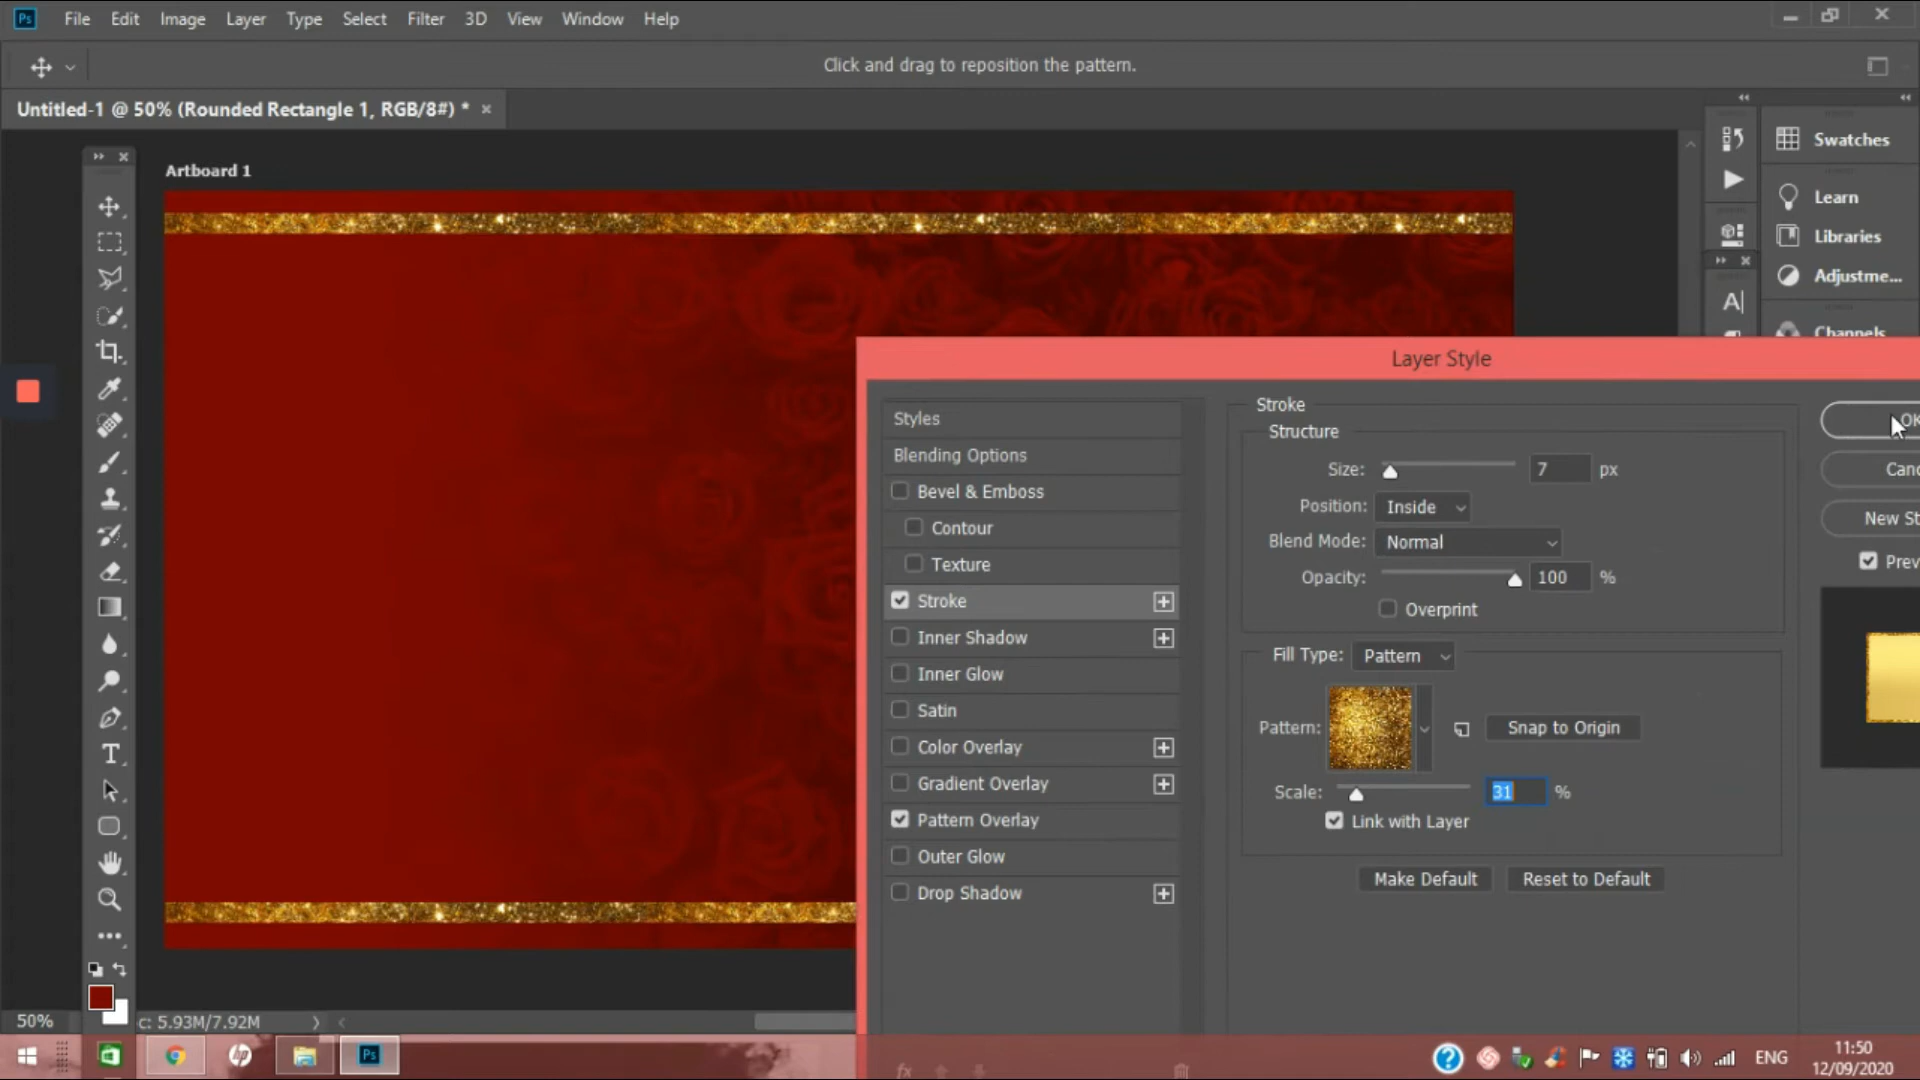 Ps File Edit Image Layer Type Select Filter 3D View Window Help
Click and drag to reposition the pattern.
Untitled-1 @ 50% (Rounded Rectangle 1, RGB/8#) *
Artboard 1
Swatches
Learn
Libraries
Adjustme...
Channels
Layer Style
Styles
Blending Options
Bevel & Emboss
Contour
Texture
Stroke
Inner Shadow
Inner Glow
Satin
Color Overlay
Gradient Overlay
Pattern Overlay
Outer Glow
Drop Shadow
fx
Stroke
Structure
Size: 7 px
Position: Inside
Blend Mode: Normal
Opacity: 100 %
Overprint
Fill Type: Pattern
Pattern: Snap to Origin
Scale: 31 %
Link with Layer
Make Default Reset to Default
OK
Canc
New St
Prev
50% c: 5.93M/7.92M
hp Ps ENG 11:50
12/09/2020